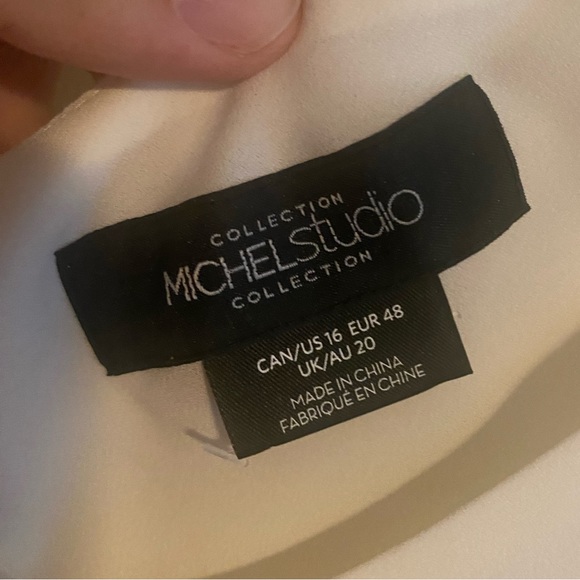 COLLECTION
MICHELstudio
COLLECTION
CAN/US 16 EUR 48
UK/AU 20
MADE IN CHINA
FABRIQUÉ EN CHINE